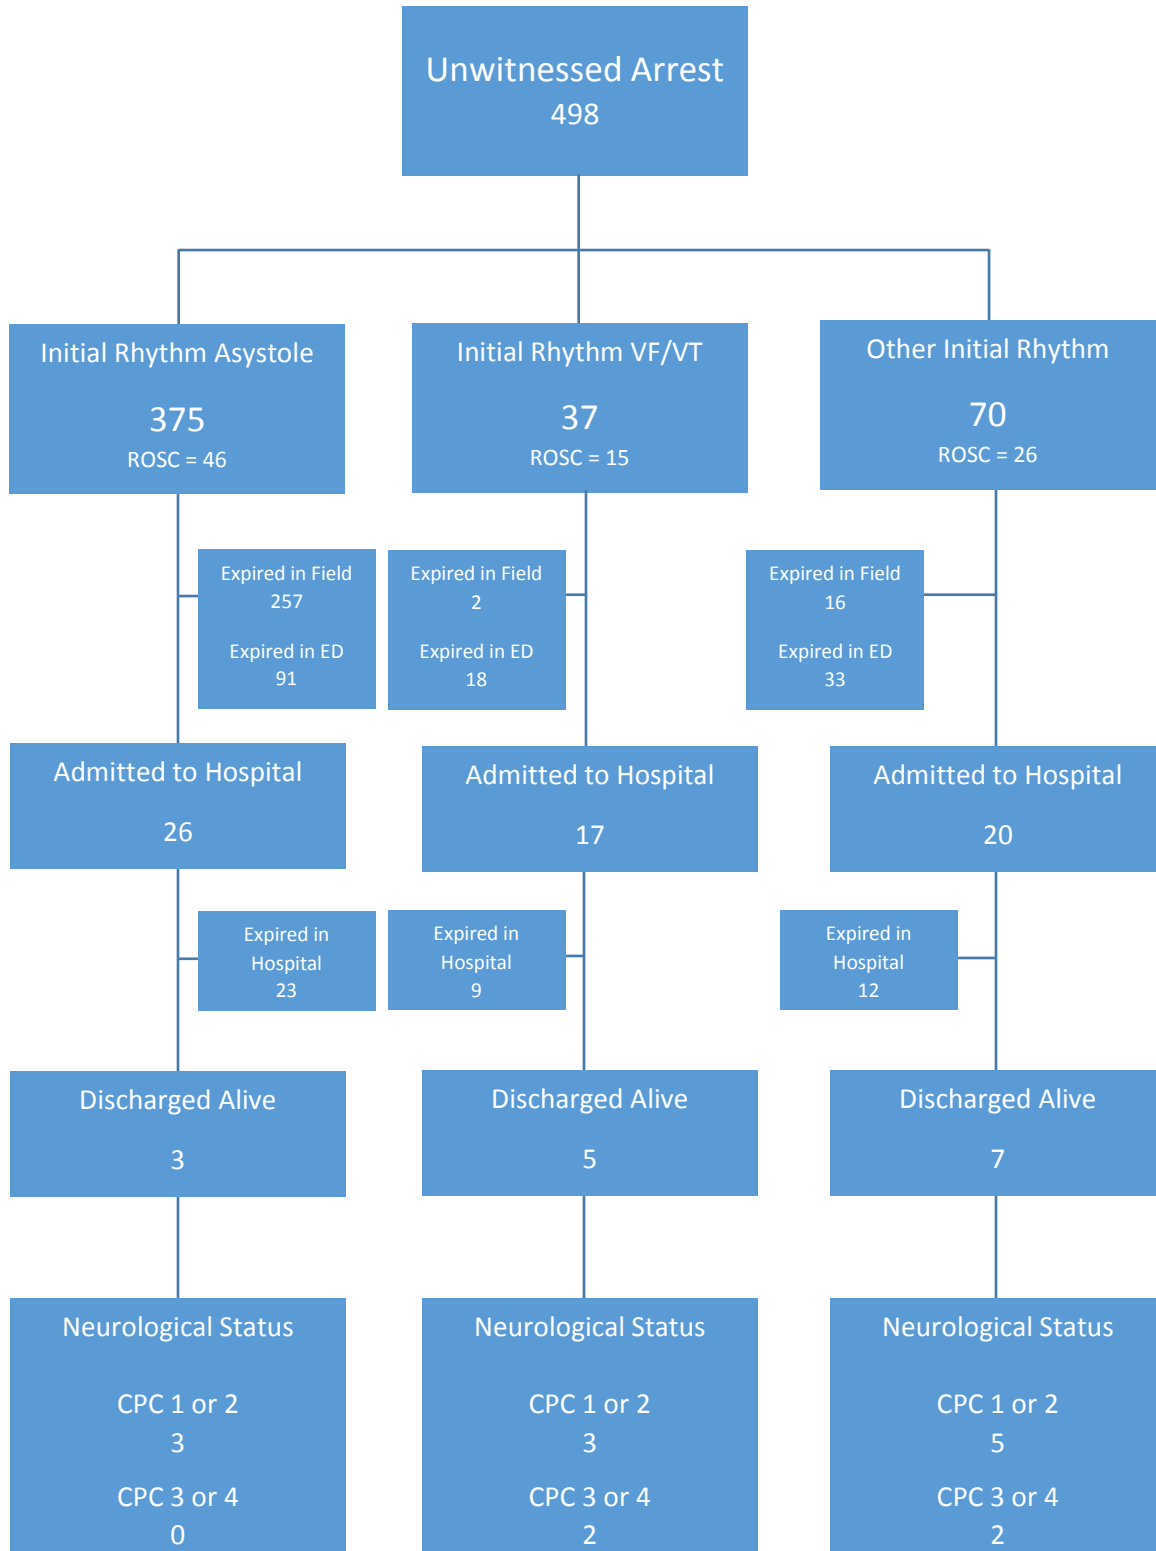 Unwitnessed Arrest
498
Initial Rhythm Asystole
375
ROSC = 46
Initial Rhythm VF/VT
37
ROSC = 15
Other Initial Rhythm
70
ROSC = 26
Expired in Field
257
Expired in ED
91
Expired in Field
2
Expired in ED
18
Expired in Field
16
Expired in ED
33
Admitted to Hospital
26
Admitted to Hospital
17
Admitted to Hospital
20
Expired in
Hospital
23
Expired in
Hospital
9
Expired in
Hospital
12
Discharged Alive
3
Discharged Alive
5
Discharged Alive
7
Neurological Status
CPC 1 or 2
3
CPC 3 or 4
0
Neurological Status
CPC 1 or 2
3
CPC 3 or 4
2
Neurological Status
CPC 1 or 2
5
CPC 3 or 4
2